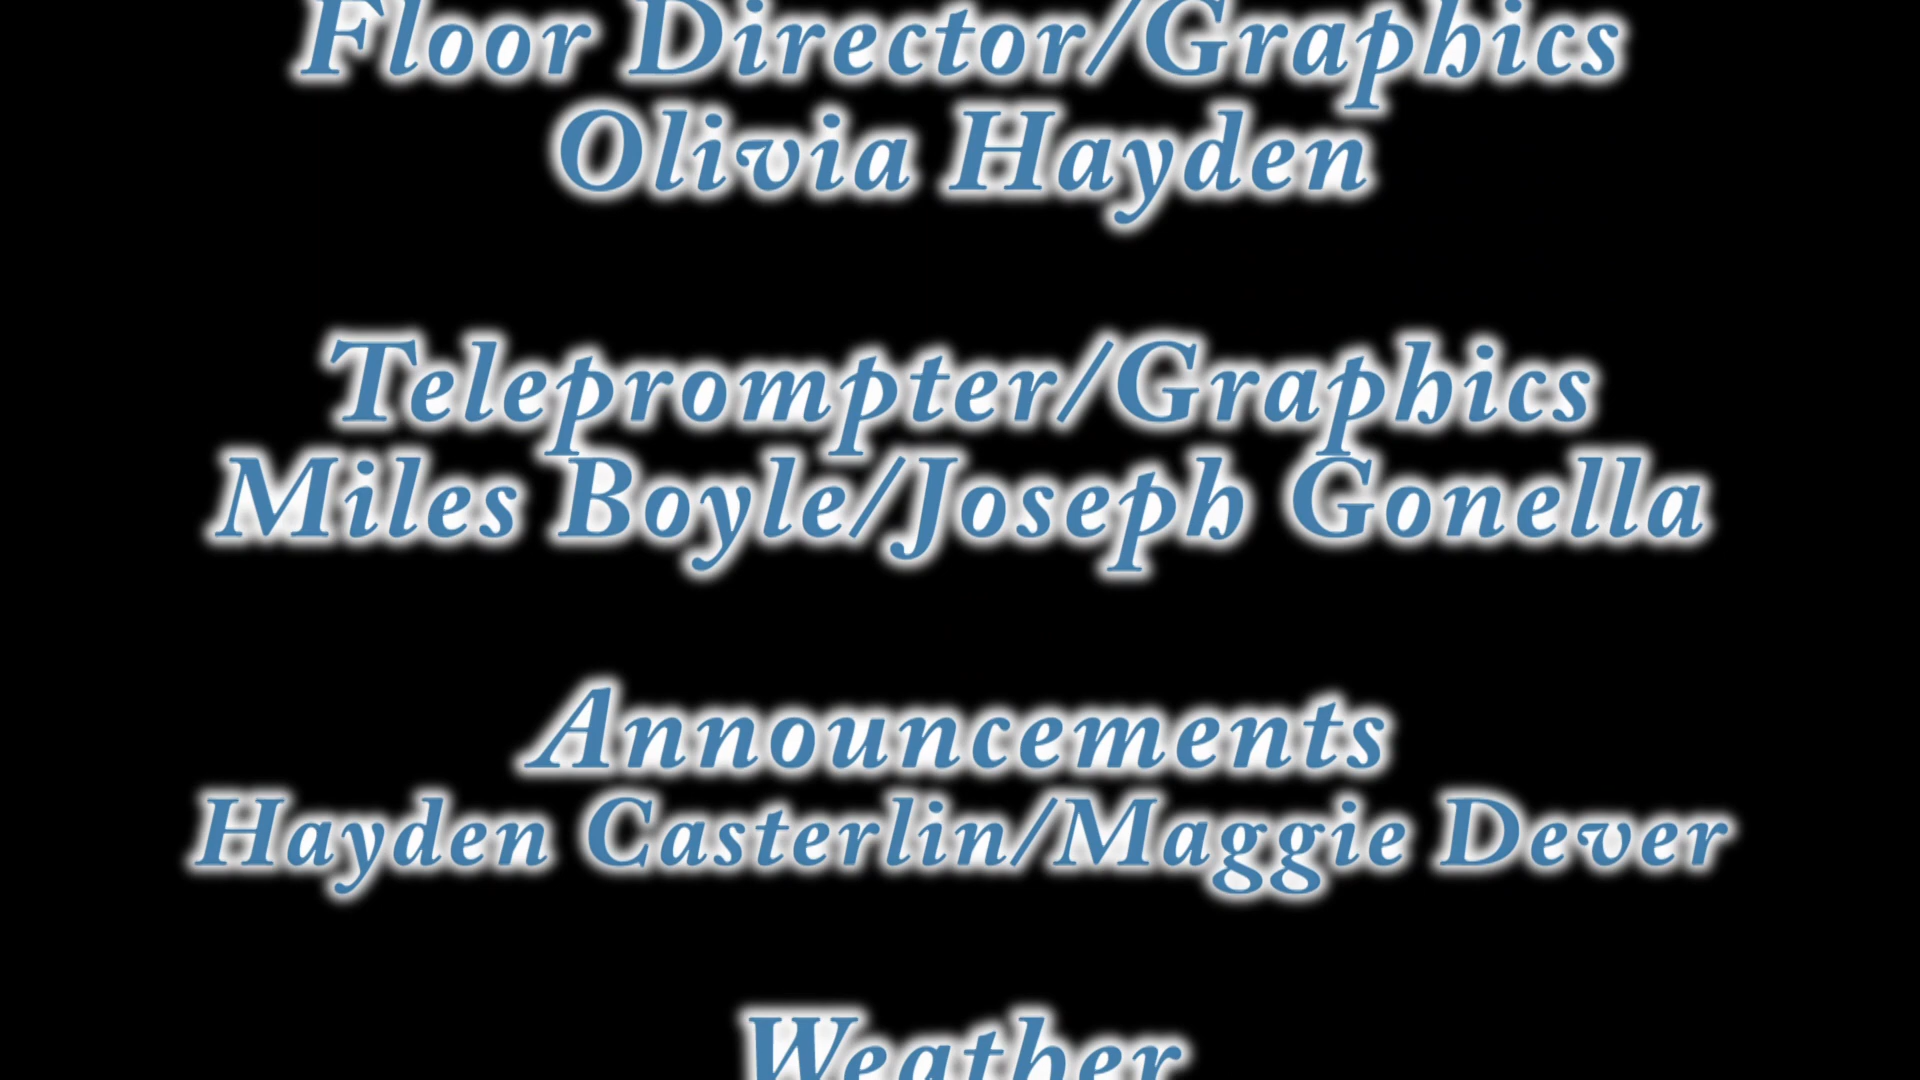 Floor Director/Graphics
Olivia Hayden
Teleprompter/Graphics
Miles Boyle/Joseph Gonella
Announcements
Hayden Casterlin/Maggie Dever
Weather